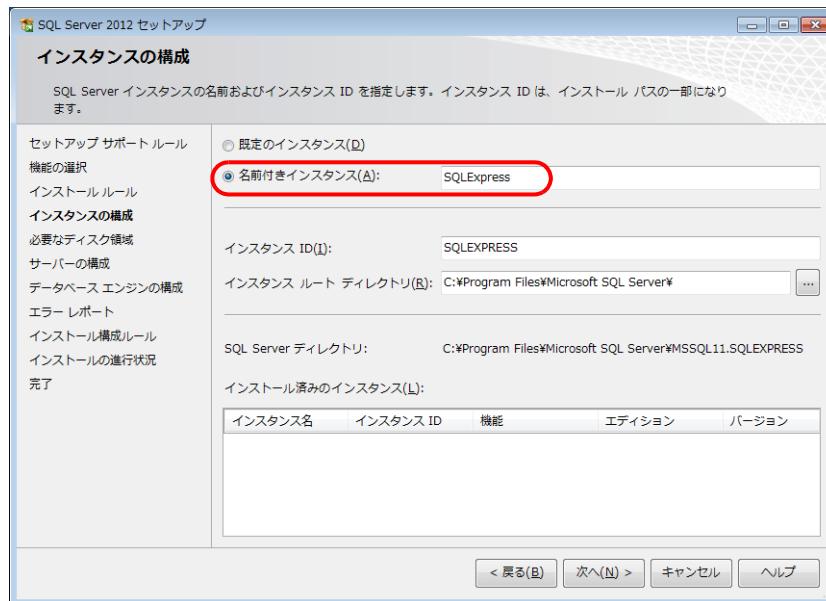 SQL Server 2012 セットアップ
インスタンスの構成
SQL Server インスタンスの名前およびインスタンス ID を指定します。インスタンス ID は、インストール パスの一部になり
ます。
セットアップ サポート ルール
機能の選択
インストール ルール
インスタンスの構成
必要なディスク領域
サーバーの構成
データベース エンジンの構成
エラー レポート
インストール構成ルール
インストールの進行状況
完了
既定のインスタンス(D)
名前付きインスタンス(A): SQLExpress
インスタンス ID(I): SQLEXPRESS
インスタンス ルート ディレクトリ(R): C:¥Program Files¥Microsoft SQL Server¥ ...
SQL Server ディレクトリ: C:¥Program Files¥Microsoft SQL Server¥MSSQL11.SQLEXPRESS
インストール済みのインスタンス(L):
インスタンス名 インスタンス ID 機能 エディション バージョン
< 戻る(B) 次へ(N) > キャンセル ヘルプ